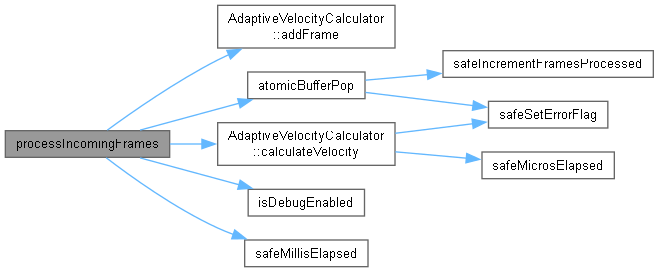 processIncomingFrames
AdaptiveVelocityCalculator
::addFrame
atomicBufferPop
AdaptiveVelocityCalculator
::calculateVelocity
isDebugEnabled
safeMillisElapsed
safeIncrementFramesProcessed
safeSetErrorFlag
safeMicrosElapsed